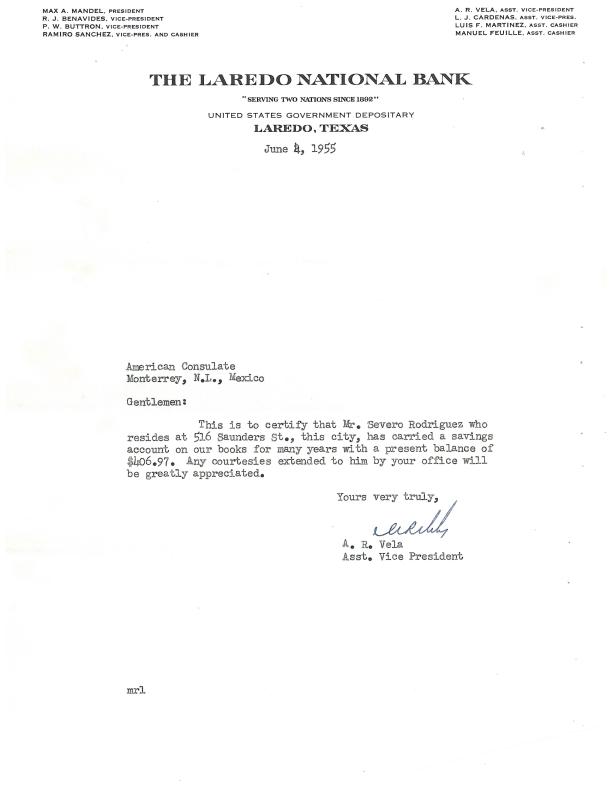 MAX A. MANDEL, PRESIDENT
R. J. BENAVIDES, VICE-PRESIDENT
P. W. BUTTRON, VICE-PRESIDENT
RAMIRO SANCHEZ, VICE-PRES. AND CASHIER
A. R. VELA, ASST. VICE-PRESIDENT
L. J. CARDENAS, ASST. VICE-PRES.
LUIS F. MARTINEZ, ASST. CASHIER
MANUEL FEUILLE, ASST. CASHIER
THE LAREDO NATIONAL BANK
"SERVING TWO NATIONS SINCE 1892"
UNITED STATES GOVERNMENT DEPOSITARY
LAREDO, TEXAS
June 4, 1955
American Consulate
Monterrey, N.L., Mexico
Gentlemen:
This is to certify that Mr. Severo Rodriguez who
resides at 516 Saunders St., this city, has carried a savings
account on our books for many years with a present balance of
$406.97. Any courtesies extended to him by your office will
be greatly appreciated.
Yours very truly,
A. R. Vela
Asst. Vice President
mrl